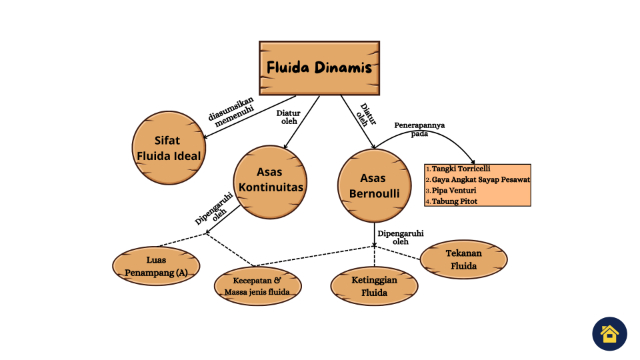 Fluida Dinamis
diasumsikan
memenuhi
Diatur
oleh
Diatur
oleh
Penerapannya
pada
Sifat
Fluida Ideal
Asas
Kontinuitas
Asas
Bernoulli
1. Tangki Torricelli
2. Gaya Angkat Sayap Pesawat
3. Pipa Venturi
4. Tabung Pitot
Dipengaruhi
oleh
Dipengaruhi
oleh
Luas
Penampang (A)
Kecepatan &
Massa jenis fluida
Ketinggian
Fluida
Tekanan
Fluida